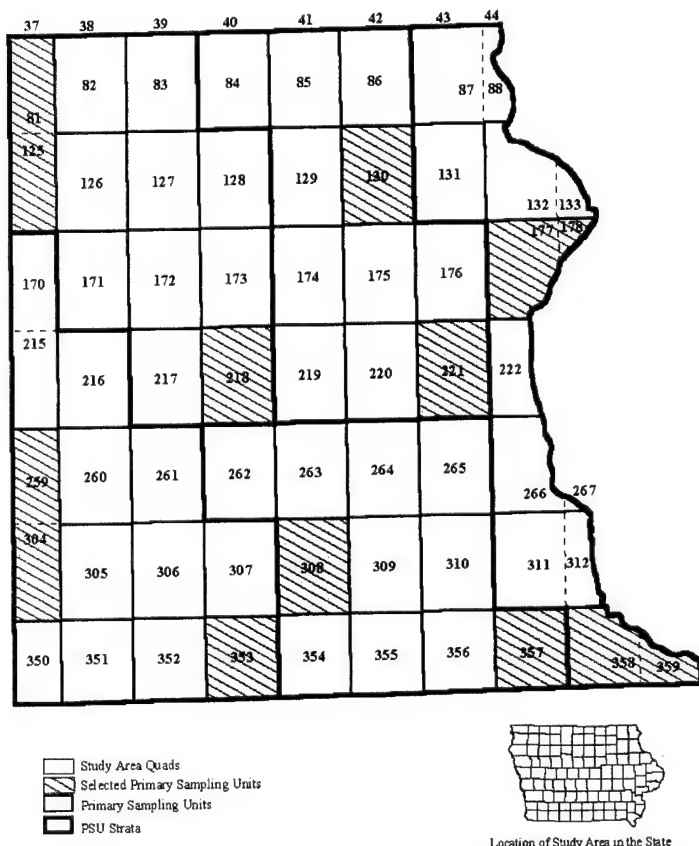 37 38 39 40 41 42 43 44
82 83 84 85 86 87 88
81
125
126 127 128 129 130 131 132 133
177 178
170 171 172 173 174 175 176
215
216 217 218 219 220 221 222
259 260 261 262 263 264 265 266 267
304 305 306 307 308 309 310 311 312
350 351 352 353 354 355 356 357 358 359
Study Area Quads
Selected Primary Sampling Units
Primary Sampling Units
PSU Strata
Location of Study Area in the State